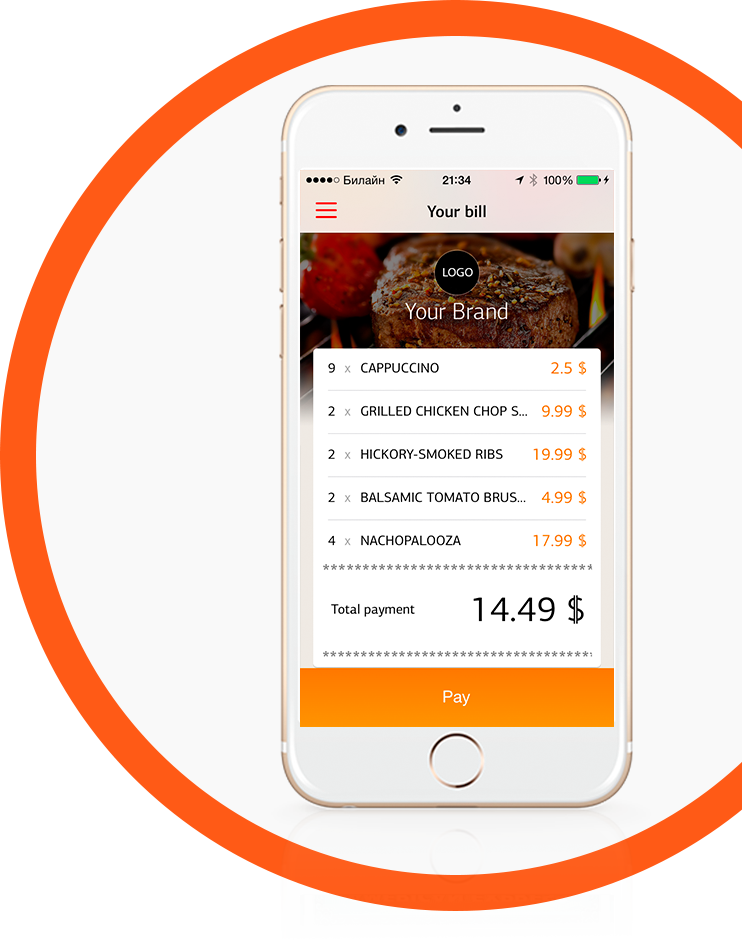 ●●●●○ Билайн 21:34 100%
Your bill
LOGO
Your Brand
9 x CAPPUCCINO 2.5 $
2 x GRILLED CHICKEN CHOP S... 9.99 $
2 x HICKORY-SMOKED RIBS 19.99 $
2 x BALSAMIC TOMATO BRUS... 4.99 $
4 x NACHOPALOOZA 17.99 $
**********************************
Total payment 14.49 $
**********************************
Pay